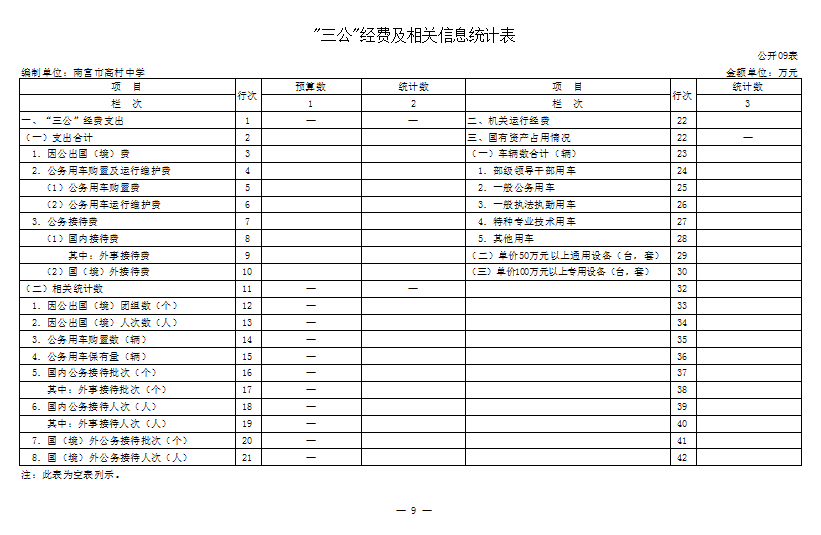 "三公"经费及相关信息统计表
公开09表
编制单位：南宫市高村中学 金额单位：万元
项 目 行次 预算数 统计数 项 目 行次 统计数
栏 次 1 2 栏 次 3
一、“三公”经费支出 1 — — 二、机关运行经费 22
（一）支出合计 2 三、国有资产占用情况 22 —
1．因公出国（境）费 3 （一）车辆数合计（辆） 23
2．公务用车购置及运行维护费 4 1．部级领导干部用车 24
（1）公务用车购置费 5 2．一般公务用车 25
（2）公务用车运行维护费 6 3．一般执法执勤用车 26
3．公务接待费 7 4．特种专业技术用车 27
（1）国内接待费 8 5．其他用车 28
其中：外事接待费 9 （二）单价50万元以上通用设备（台，套） 29
（2）国（境）外接待费 10 （三）单价100万元以上专用设备（台，套） 30
（二）相关统计数 11 — — 32
1．因公出国（境）团组数（个） 12 — 33
2．因公出国（境）人次数（人） 13 — 34
3．公务用车购置数（辆） 14 — 35
4．公务用车保有量（辆） 15 — 36
5．国内公务接待批次（个） 16 — 37
其中：外事接待批次（个） 17 — 38
6．国内公务接待人次（人） 18 — 39
其中：外事接待人次（人） 19 — 40
7．国（境）外公务接待批次（个） 20 — 41
8．国（境）外公务接待人次（人） 21 — 42
注：此表为空表列示。
— 9 —